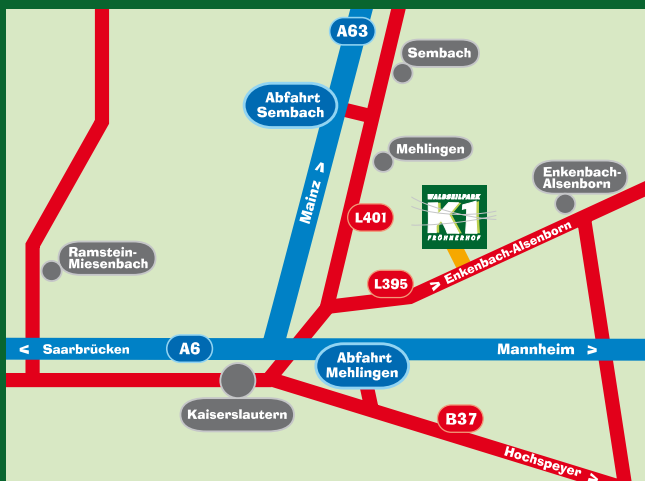 A63
Sembach
Abfahrt
Sembach
Mehlingen
Enkenbach-
Alsenborn
Mainz >
WALDSEILPARK
K1
FRÖHNERHOF
L401
Ramstein-
Miesenbach
> Enkenbach-Alsenborn
L395
< Saarbrücken
A6
Abfahrt
Mehlingen
Mannheim >
Kaiserslautern
B37
Hochspeyer >